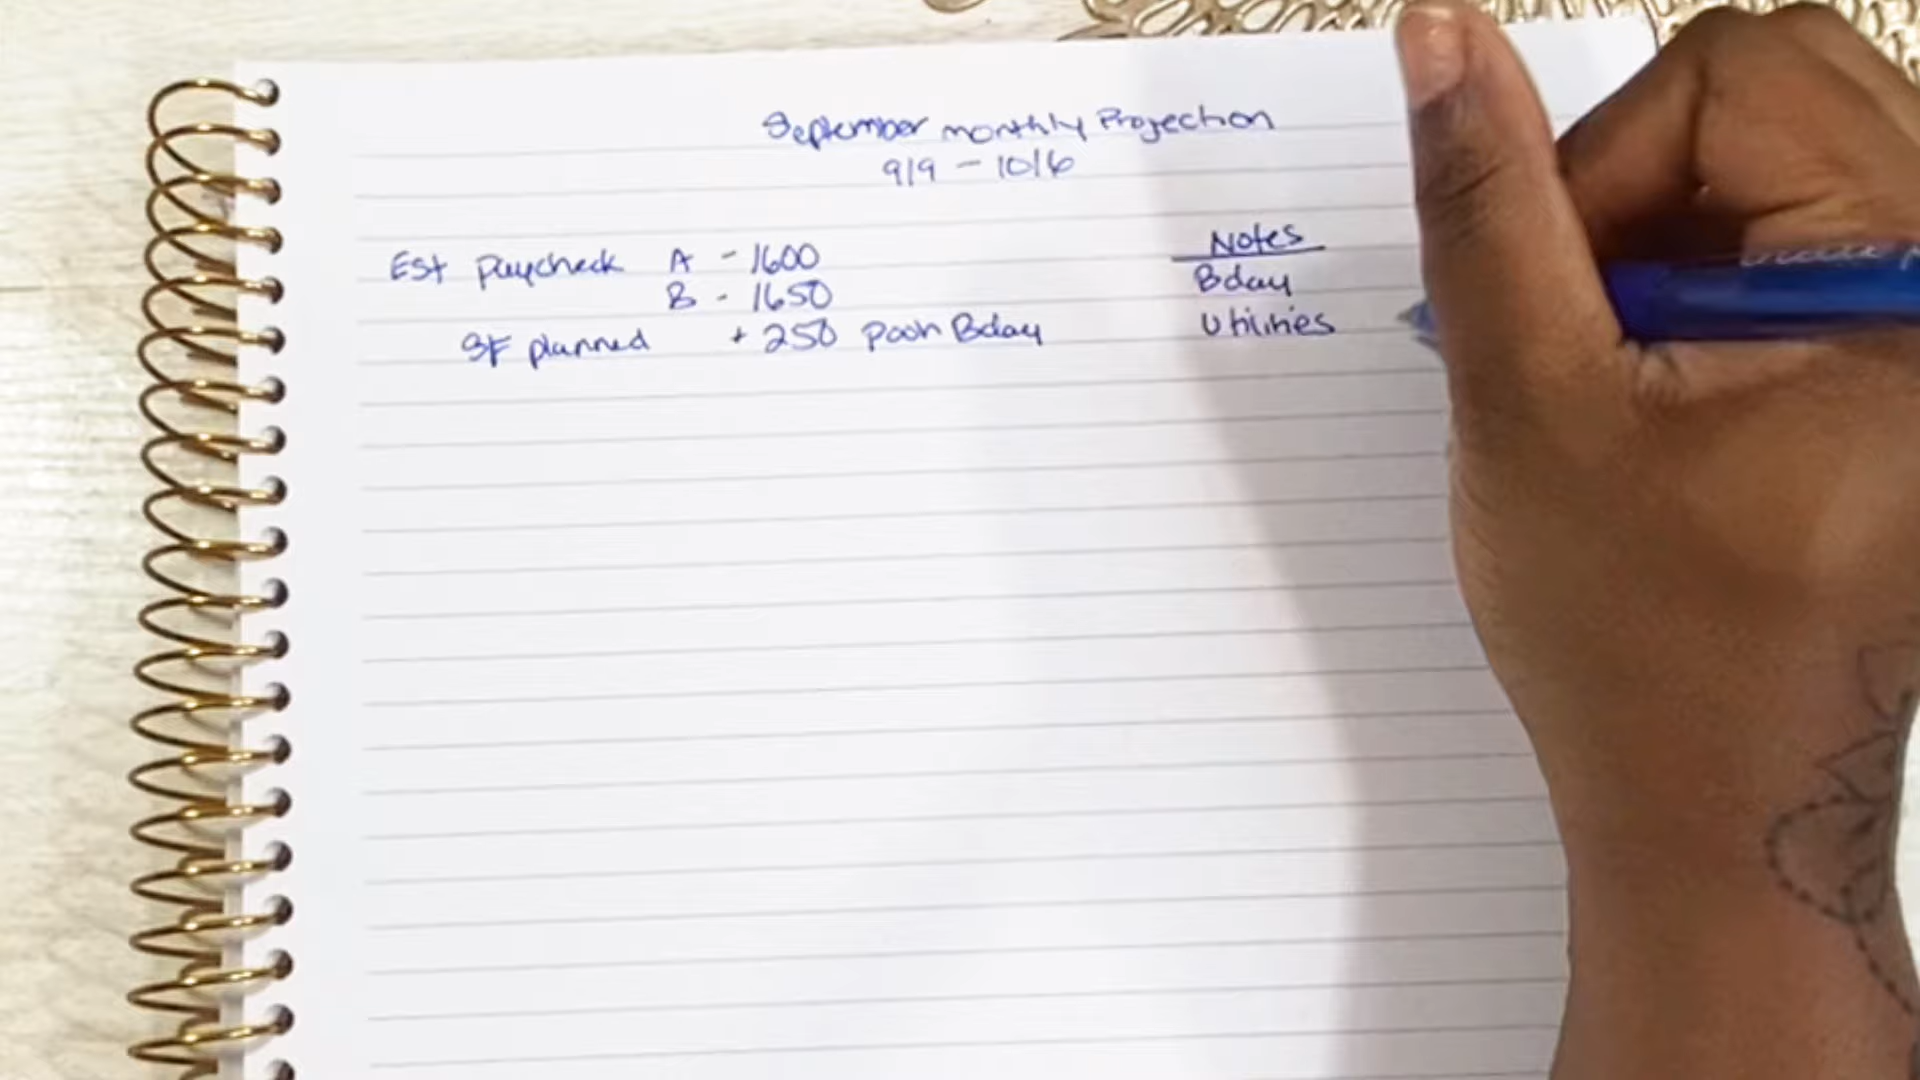 September monthly Projection
9/9 - 10/6
Est Paycheck A - 1600
B - 1650
SF planned + 250 Pooh Bday
Notes
Bday
Utilities